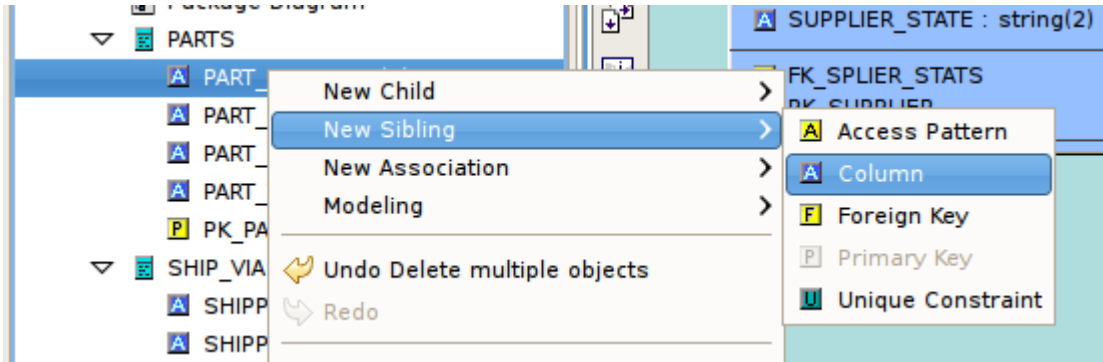 Package Diagram
PARTS
PART_
PART_
PART_
PART_
PK_PA
SHIP_VIA
SHIPP
SHIPP
New Child
New Sibling
New Association
Modeling
Undo Delete multiple objects
Redo
Access Pattern
Column
Foreign Key
Primary Key
Unique Constraint
SUPPLIER_STATE : string(2)
FK_SPLIER_STATS
PK_SUPPLIER